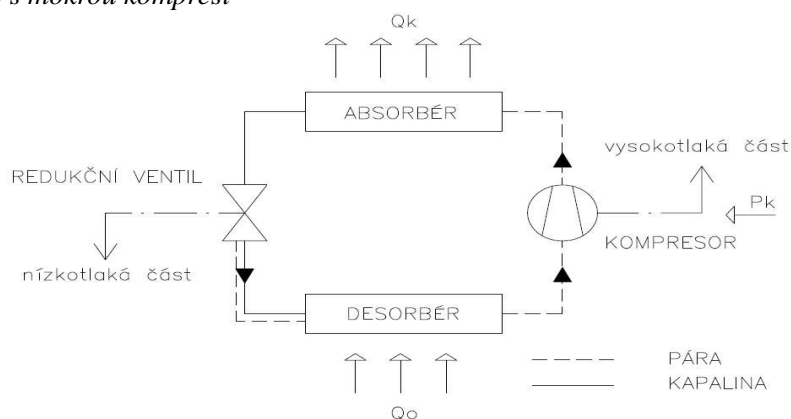 s mokrou kompresí
Qk
ABSORBÉR
vysokotlaká část
REDUKČNÍ VENTIL
Pk
KOMPRESOR
nízkotlaká část
DESORBÉR
PÁRA
KAPALINA
Qo